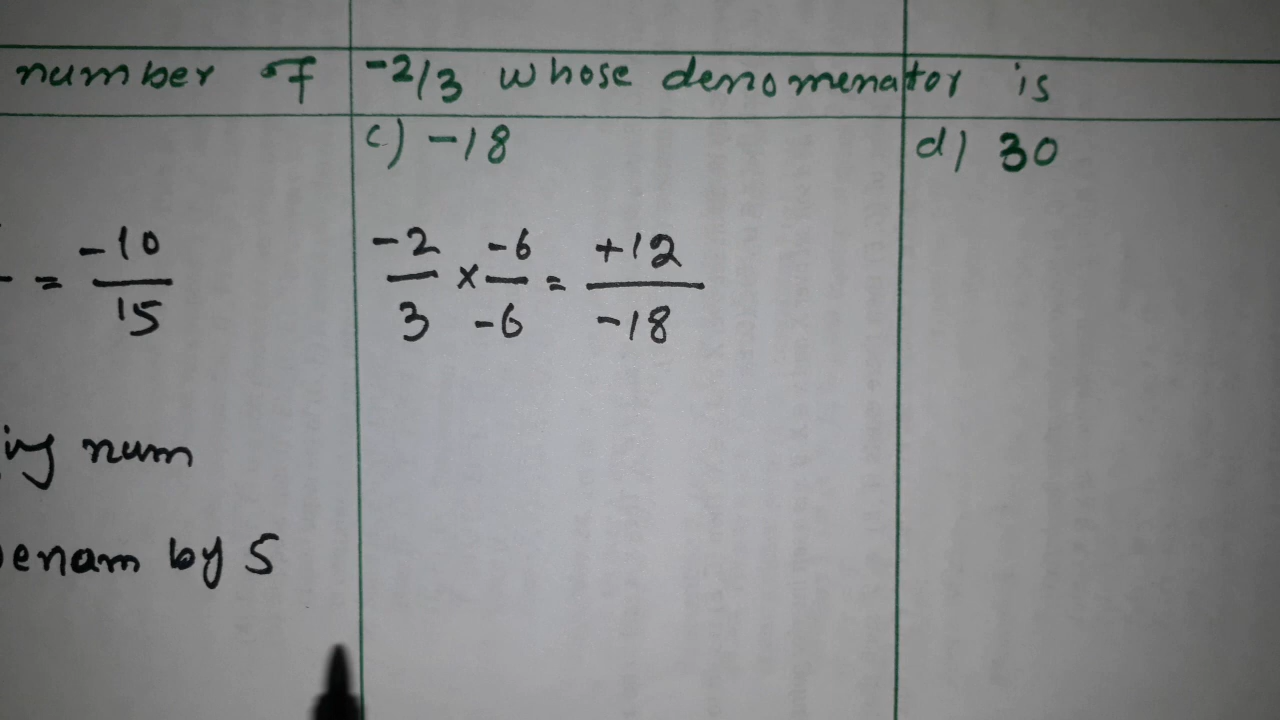 number of -2/3 whose denomenator is
c) -18 d) 30
= -10/15 -2/3 × -6/-6 = +12/-18
ing num
enam by 5